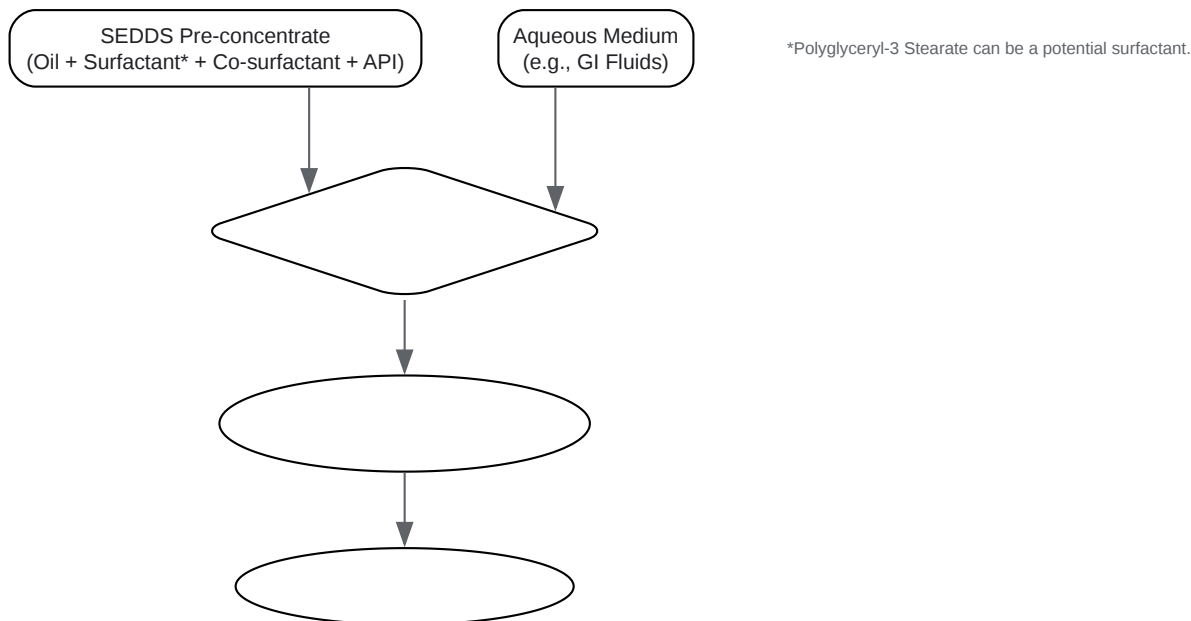 SEDDS Pre-concentrate
(Oil + Surfactant* + Co-surfactant + API)
Aqueous Medium
(e.g., GI Fluids)
*Polyglyceryl-3 Stearate can be a potential surfactant.